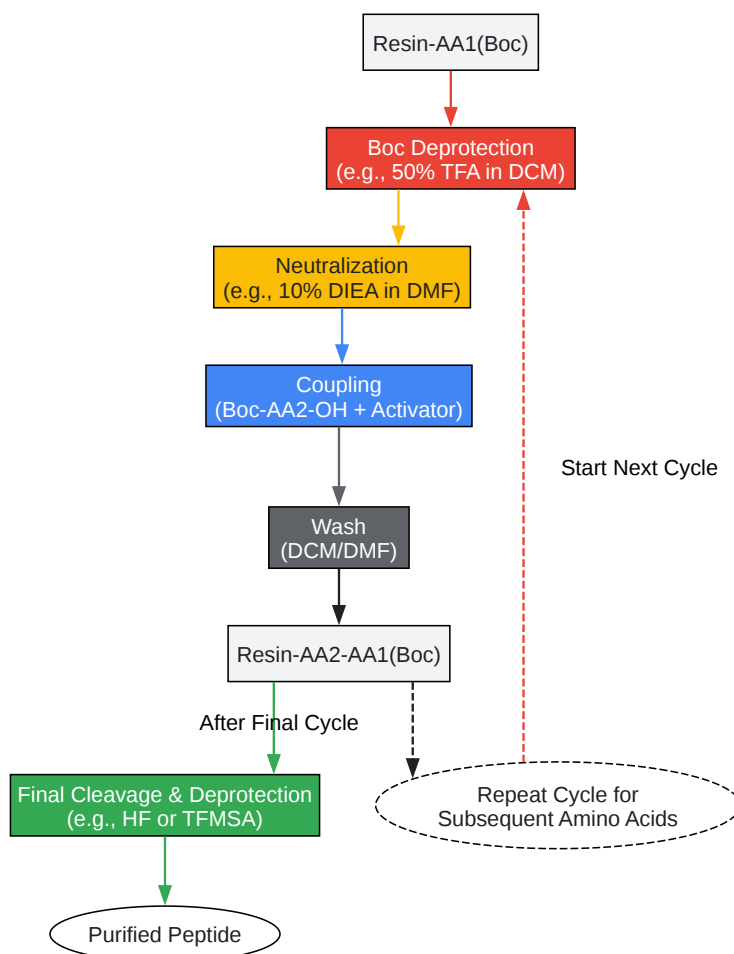 Resin-AA1(Boc)
Boc Deprotection
(e.g., 50% TFA in DCM)
Neutralization
(e.g., 10% DIEA in DMF)
Coupling
(Boc-AA2-OH + Activator)
Start Next Cycle
Wash
(DCM/DMF)
Resin-AA2-AA1(Boc)
After Final Cycle
Final Cleavage & Deprotection
(e.g., HF or TFMSA)
Repeat Cycle for
Subsequent Amino Acids
Purified Peptide